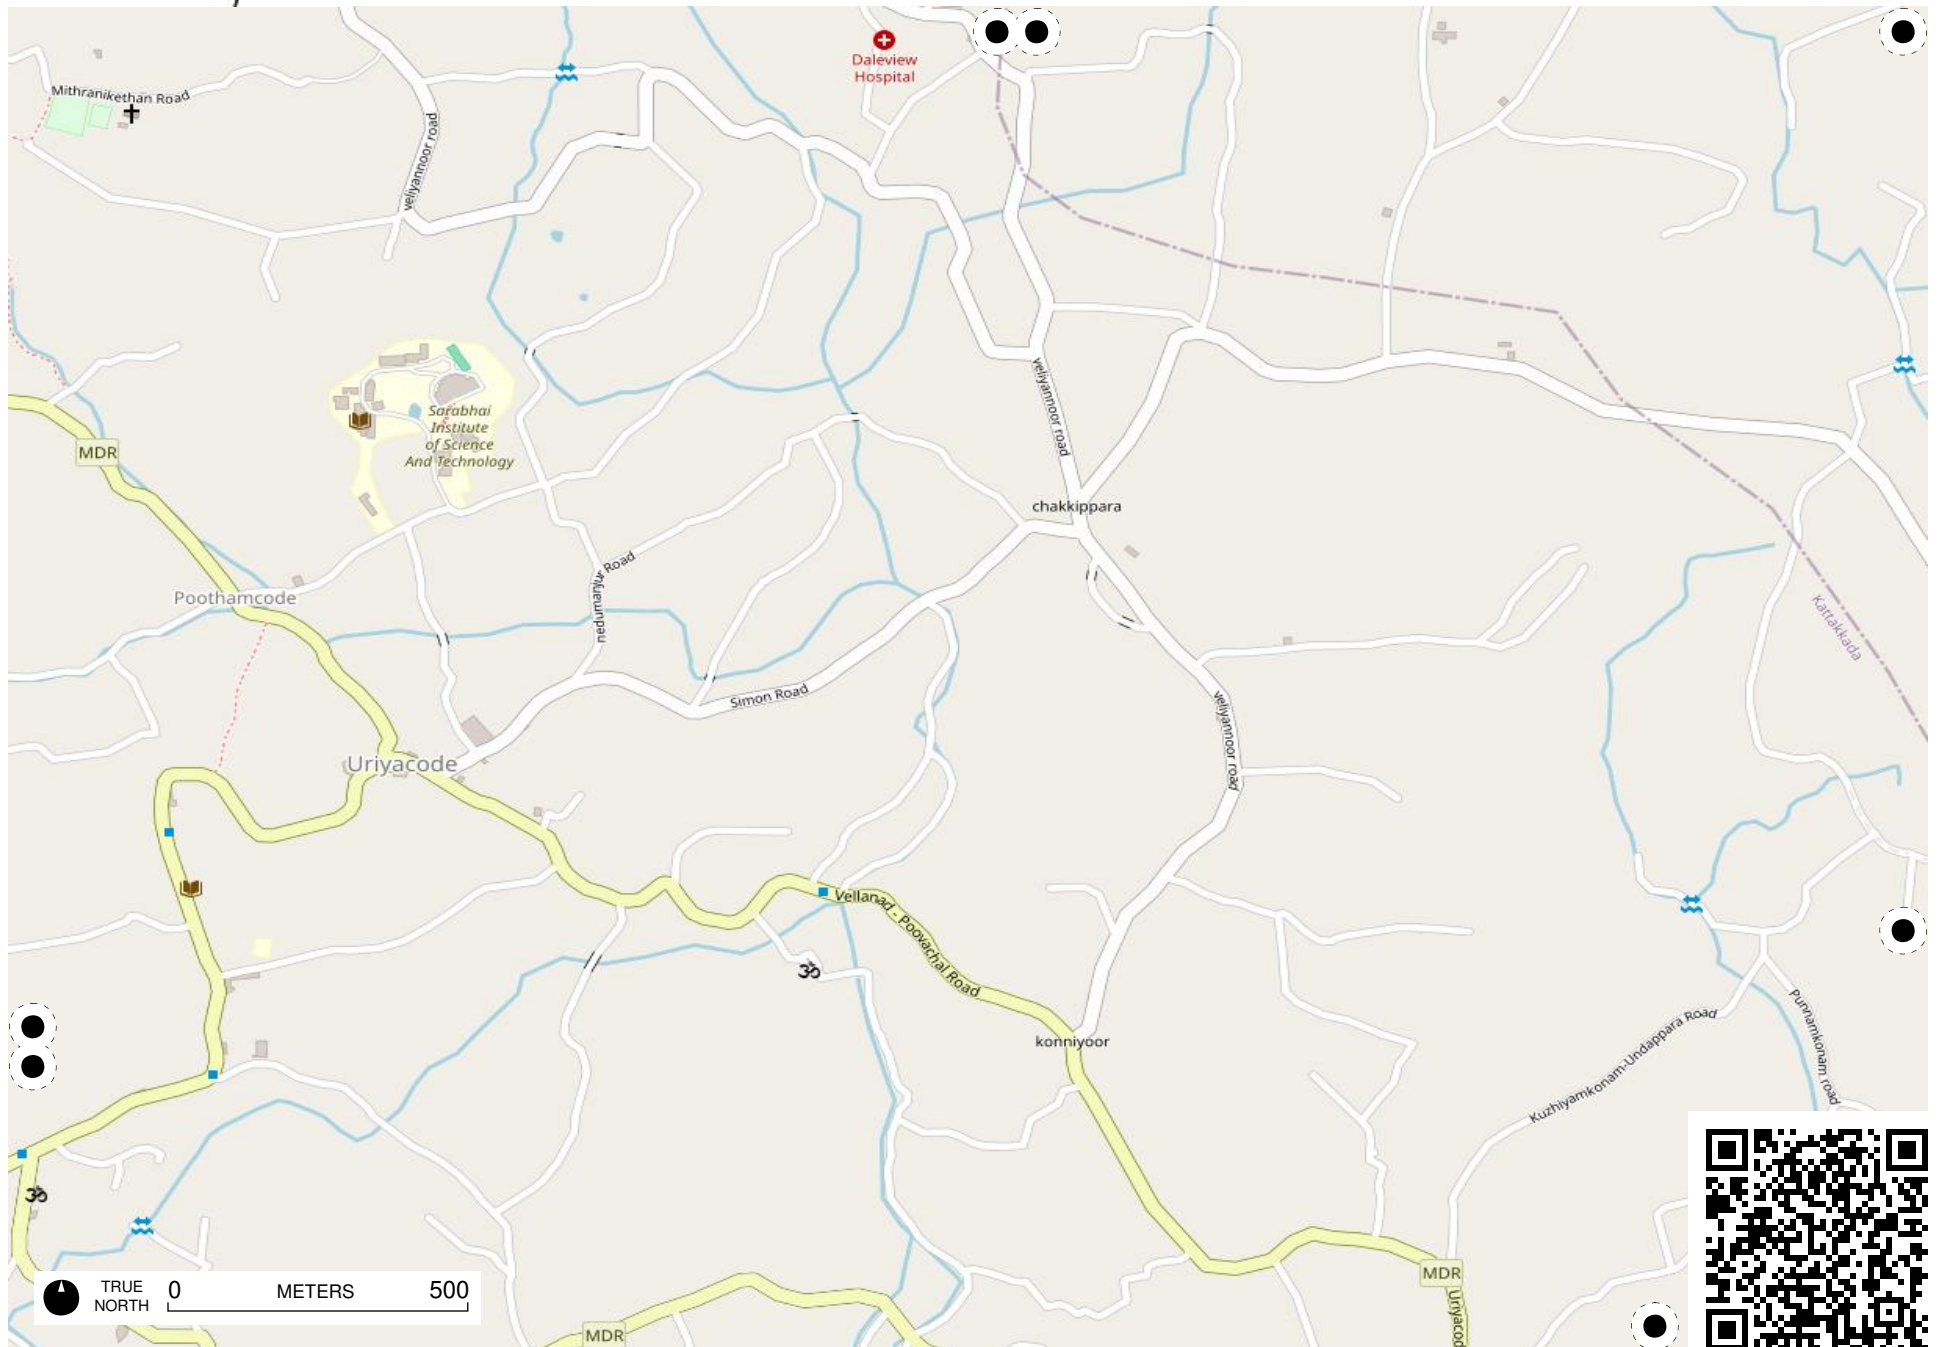 Daleview
Hospital
Mithranikethan Road
veliyannoor road
veliyannoor road
Sarabhai
Institute
of Science
And Technology
MDR
chakkippara
nedumanjur Road
Poothamcode
Kattakkada
Simon Road
veliyannoor road
Uriyacode
Vellanad - Poovachal Road
konniyoor
Kuzhiyamkonam-Undappara Road
Punnamkonam road
TRUE
NORTH
0 METERS 500
MDR
MDR
Uriyacod